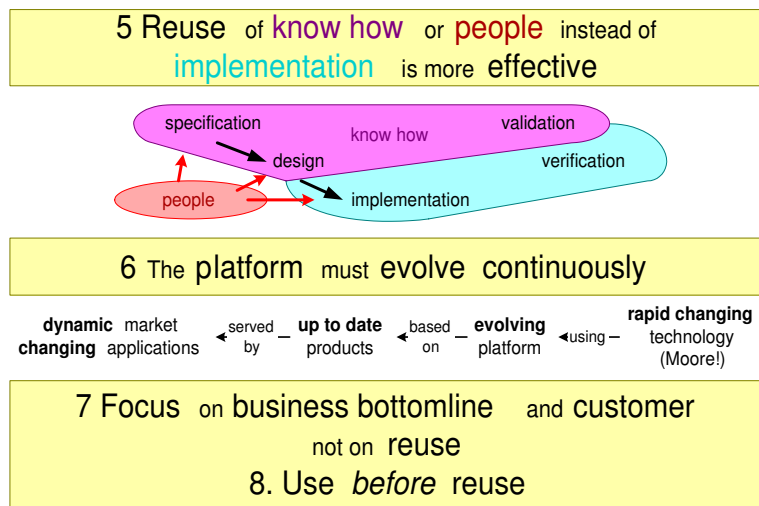 5 Reuse of know how or people instead of
implementation is more effective
specification
know how
validation
design
verification
people
implementation
6 The platform must evolve continuously
dynamic market
changing applications
served
by
up to date
products
based
on
evolving
platform
using
rapid changing
technology
(Moore!)
7 Focus on business bottomline and customer
not on reuse
8. Use before reuse